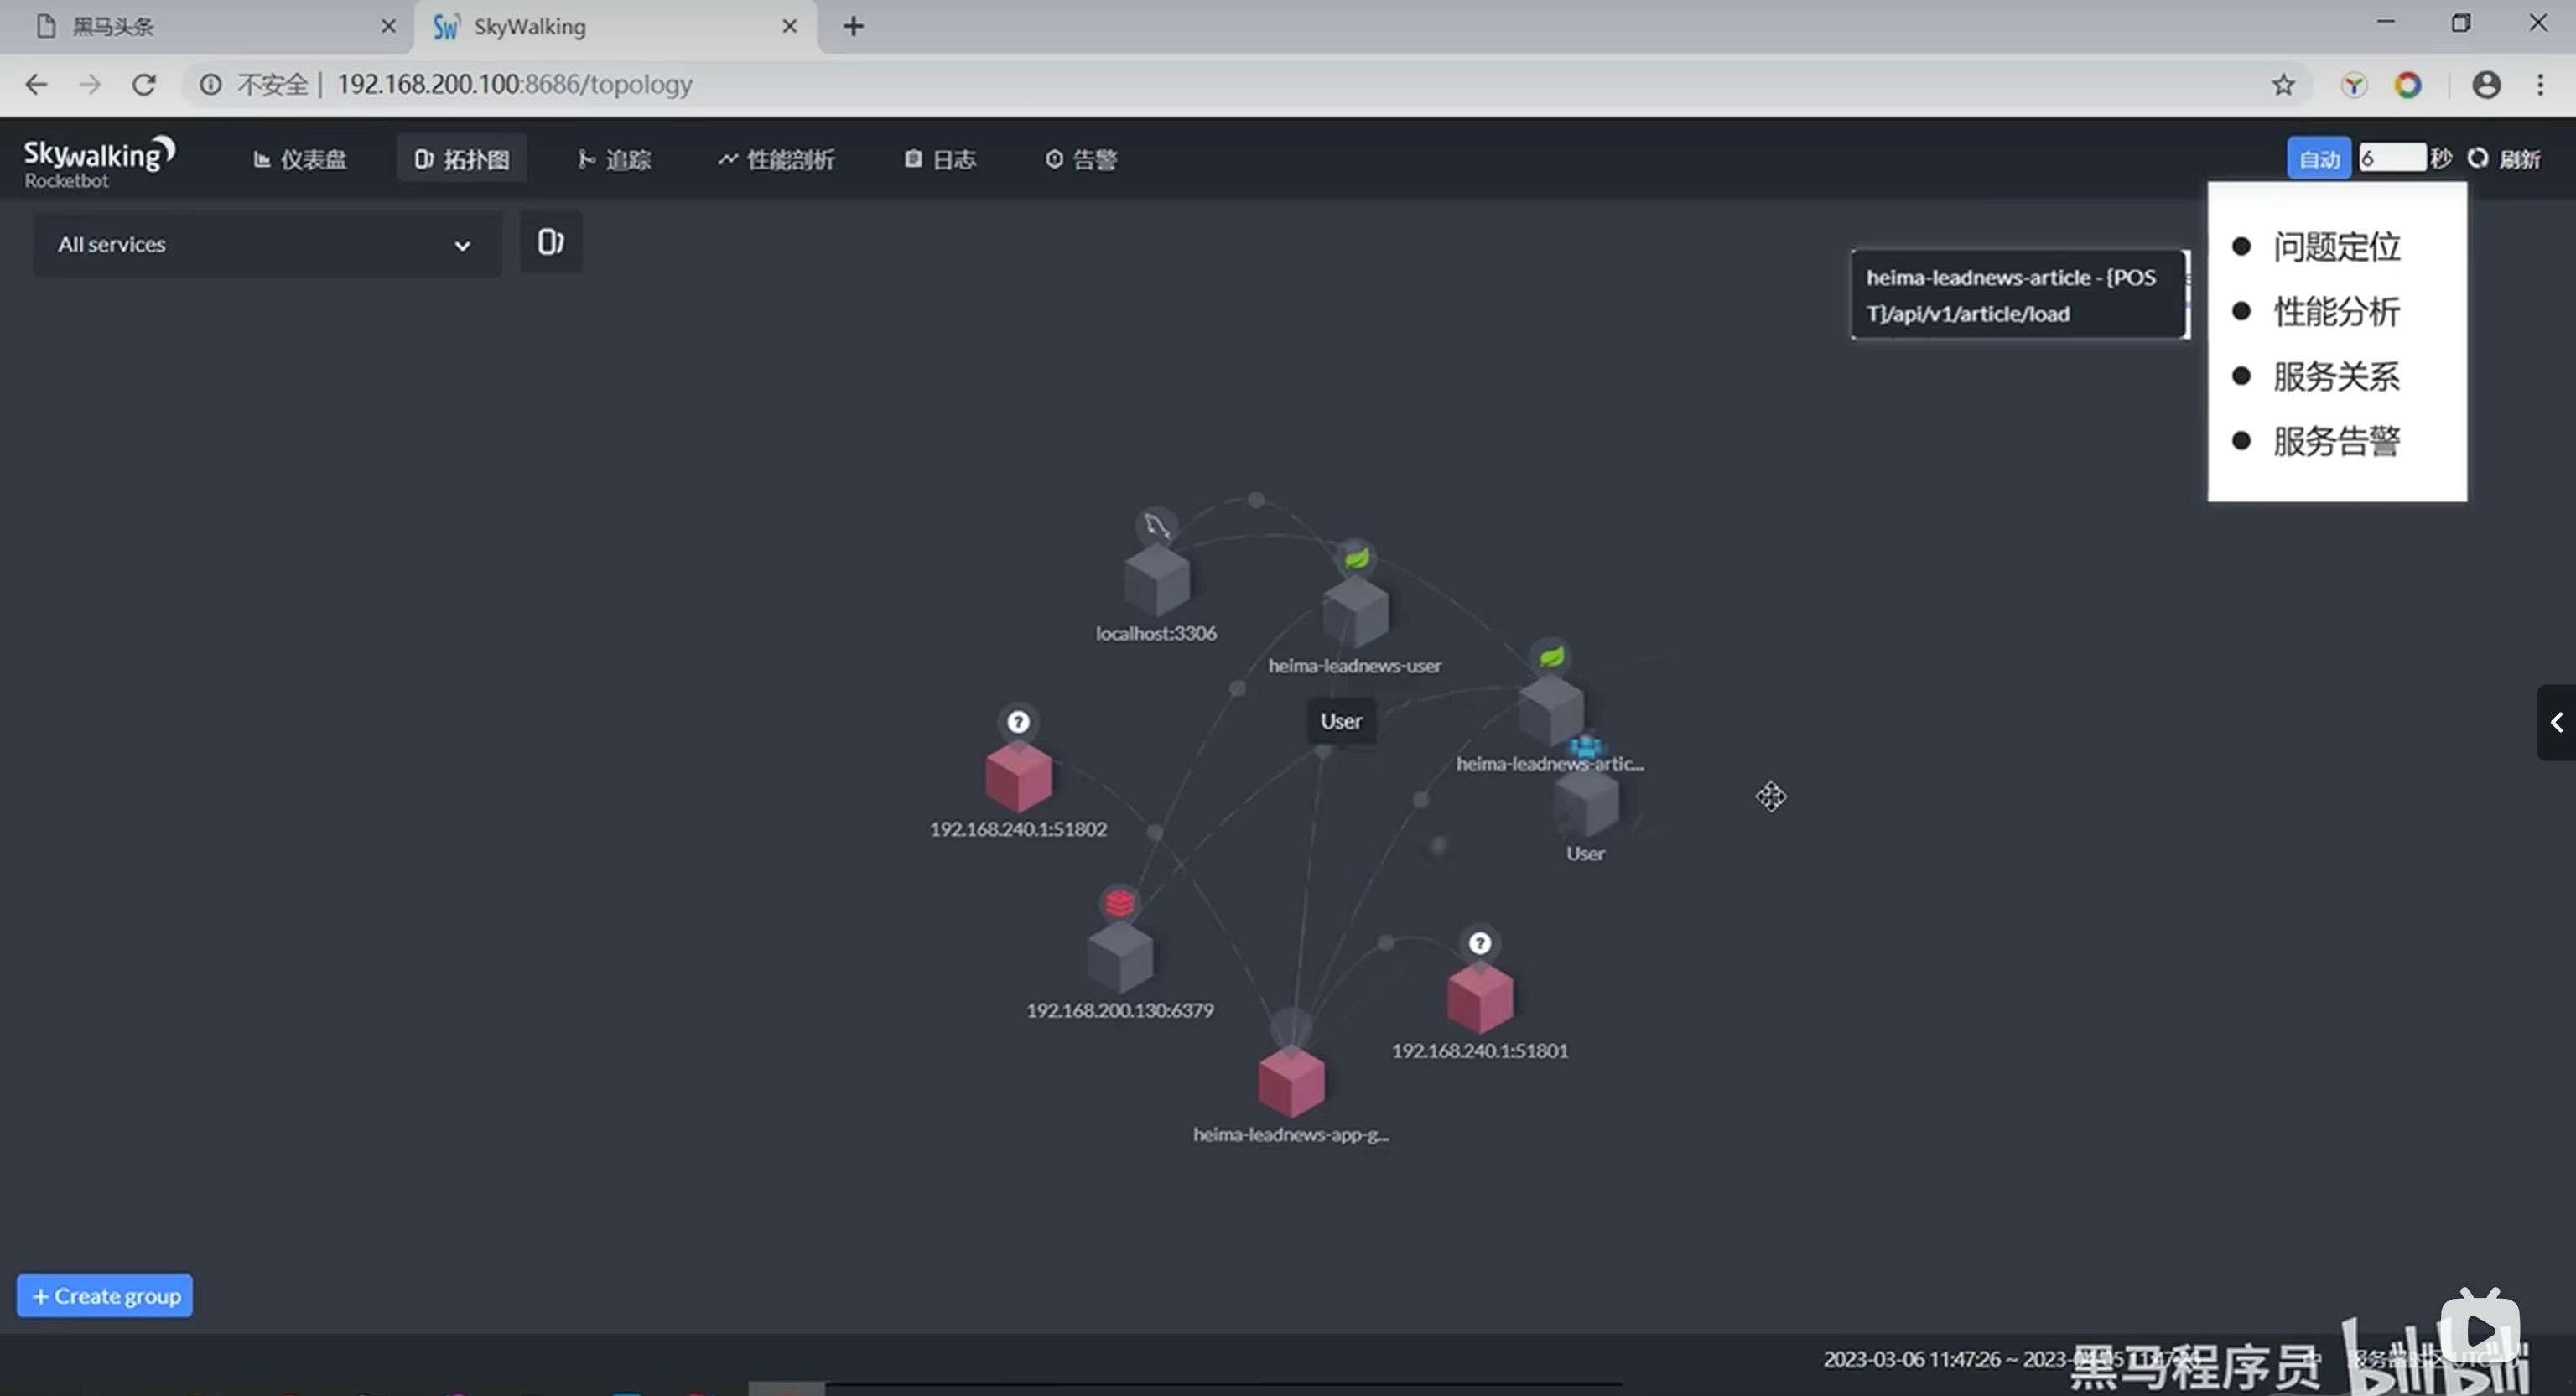 黑马头条
SkyWalking
不安全 | 192.168.200.100:8686/topology
Skywalking
Rocketbot
仪表盘
拓扑图
追踪
性能剖析
日志
告警
自动
6
秒
刷新
All services
heima-leadnews-article - {POS
T}/api/v1/article/load
问题定位
性能分析
服务关系
服务告警
localhost:3306
heima-leadnews-user
User
heima-leadnews-artic...
192.168.240.1:51802
User
192.168.200.130:6379
192.168.240.1:51801
heima-leadnews-app-g...
+ Create group
2023-03-06 11:47:26 ~ 2023-
黑马程序员
bilibili